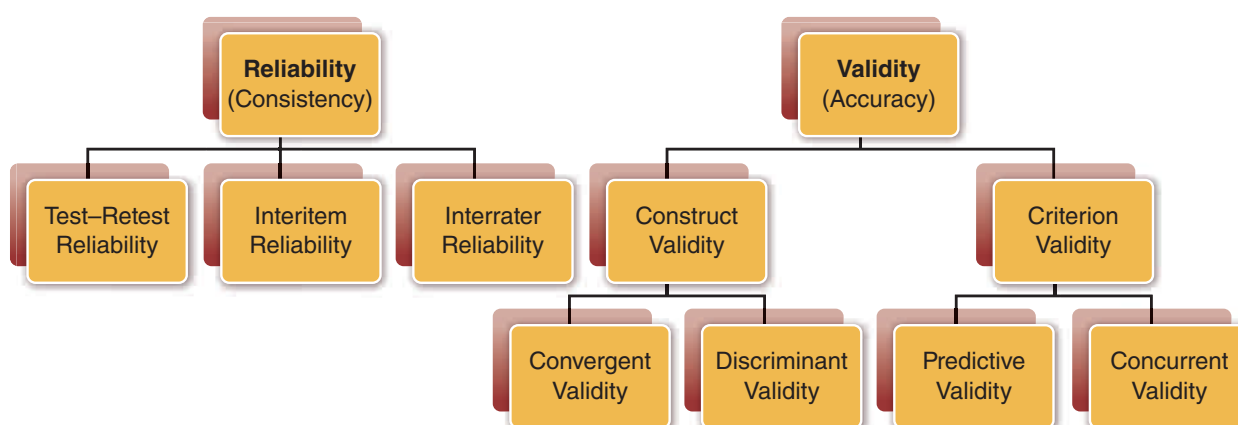 Reliability
(Consistency)
Validity
(Accuracy)
Test–Retest
Reliability
Interitem
Reliability
Interrater
Reliability
Construct
Validity
Criterion
Validity
Convergent
Validity
Discriminant
Validity
Predictive
Validity
Concurrent
Validity